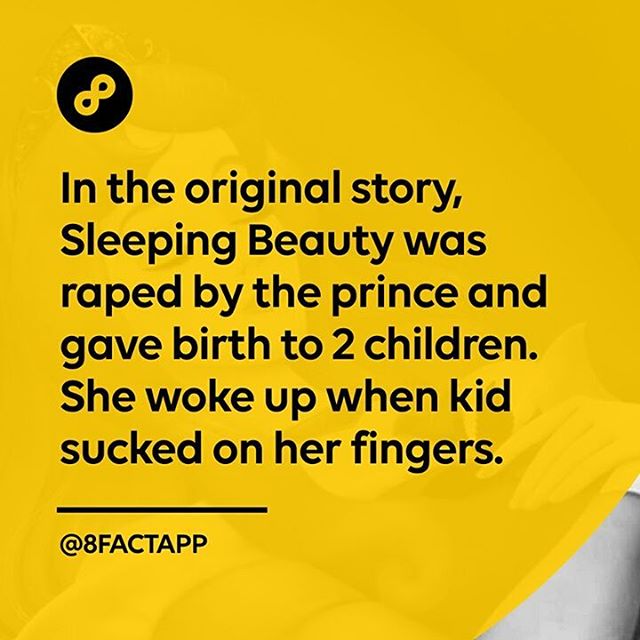 In the original story,
Sleeping Beauty was
raped by the prince and
gave birth to 2 children.
She woke up when kid
sucked on her fingers.
@8FACTAPP